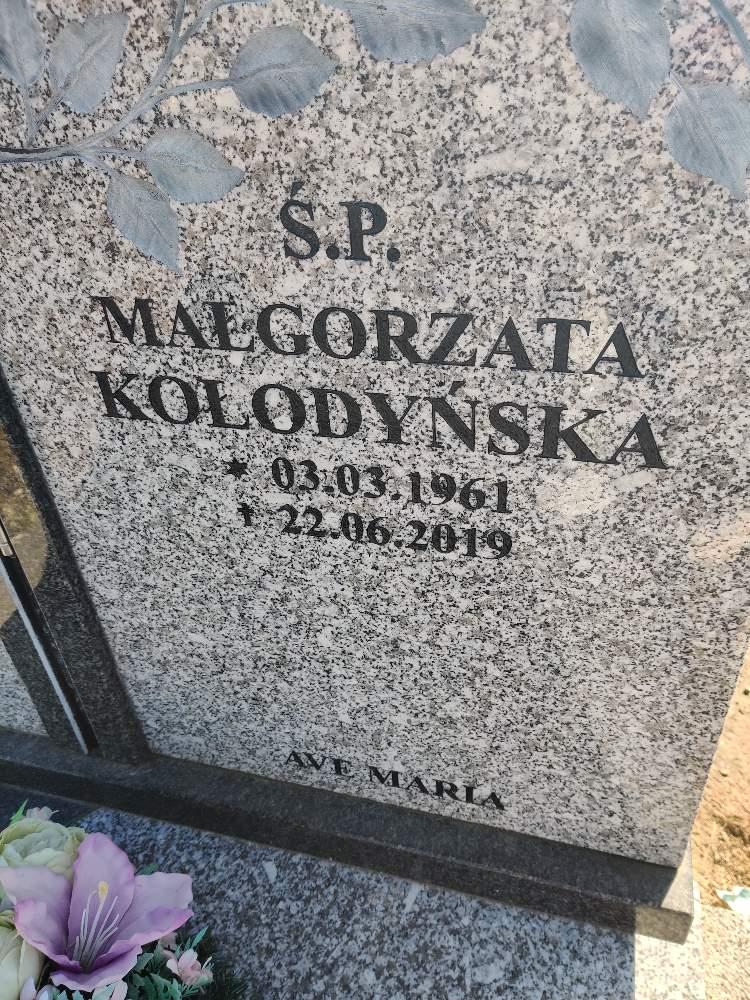 Ś.P.
MAŁGORZATA
KOŁODYŃSKA
* 03.03.1961
† 22.06.2019
AVE MARIA